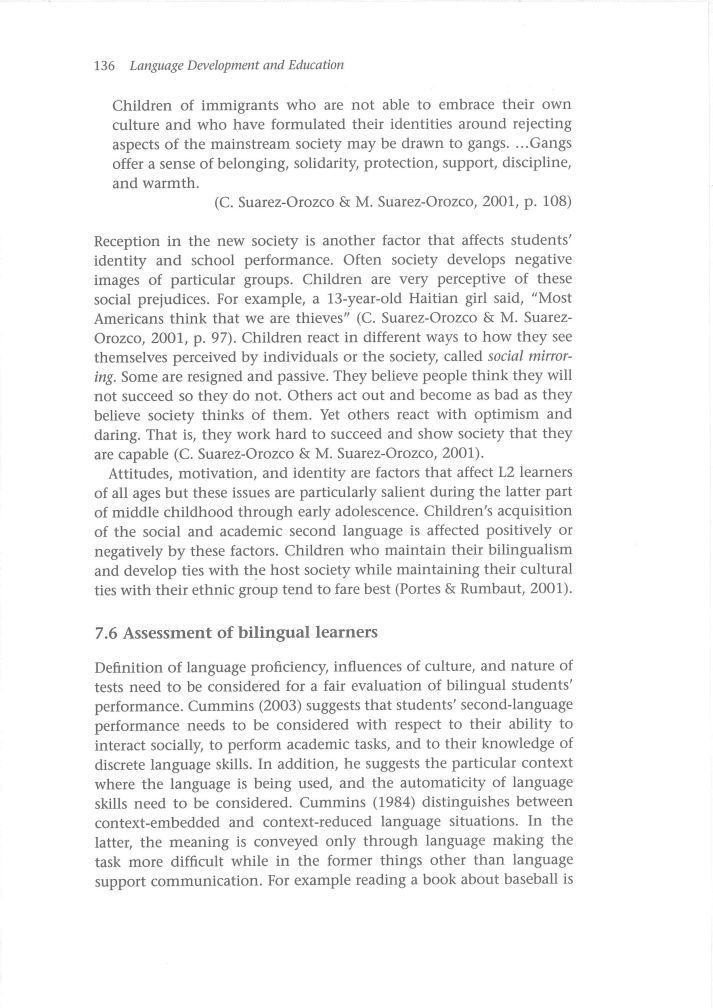 136 Language Development and Education
Children of immigrants who are not able to embrace their own
culture and who have formulated their identities around rejecting
aspects of the mainstream society may be drawn to gangs. …Gangs
offer a sense of belonging, solidarity, protection, support, discipline,
and warmth.
(C. Suarez-Orozco & M. Suarez-Orozco, 2001, p. 108)
Reception in the new society is another factor that affects students'
identity and school performance. Often society develops negative
images of particular groups. Children are very perceptive of these
social prejudices. For example, a 13-year-old Haitian girl said, "Most
Americans think that we are thieves" (C. Suarez-Orozco & M. Suarez-
Orozco, 2001, p. 97). Children react in different ways to how they see
themselves perceived by individuals or the society, called social mirror-
ing. Some are resigned and passive. They believe people think they will
not succeed so they do not. Others act out and become as bad as they
believe society thinks of them. Yet others react with optimism and
daring. That is, they work hard to succeed and show society that they
are capable (C. Suarez-Orozco & M. Suarez-Orozco, 2001).
Attitudes, motivation, and identity are factors that affect L2 learners
of all ages but these issues are particularly salient during the latter part
of middle childhood through early adolescence. Children's acquisition
of the social and academic second language is affected positively or
negatively by these factors. Children who maintain their bilingualism
and develop ties with the host society while maintaining their cultural
ties with their ethnic group tend to fare best (Portes & Rumbaut, 2001).
7.6 Assessment of bilingual learners
Definition of language proficiency, influences of culture, and nature of
tests need to be considered for a fair evaluation of bilingual students'
performance. Cummins (2003) suggests that students' second-language
performance needs to be considered with respect to their ability to
interact socially, to perform academic tasks, and to their knowledge of
discrete language skills. In addition, he suggests the particular context
where the language is being used, and the automaticity of language
skills need to be considered. Cummins (1984) distinguishes between
context-embedded and context-reduced language situations. In the
latter, the meaning is conveyed only through language making the
task more difficult while in the former things other than language
support communication. For example reading a book about baseball is